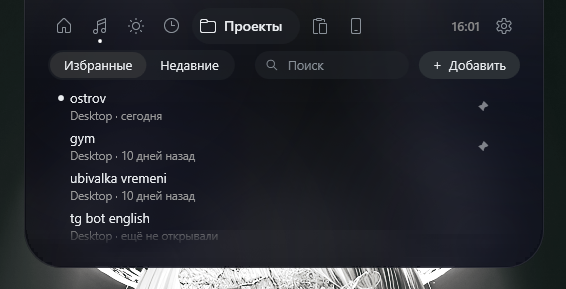 Проекты 16:01
Избранные Недавние Поиск + Добавить
ostrov
Desktop · сегодня
gym
Desktop · 10 дней назад
ubivalka vremeni
Desktop · 10 дней назад
tg bot english
Desktop · ещё не открывали